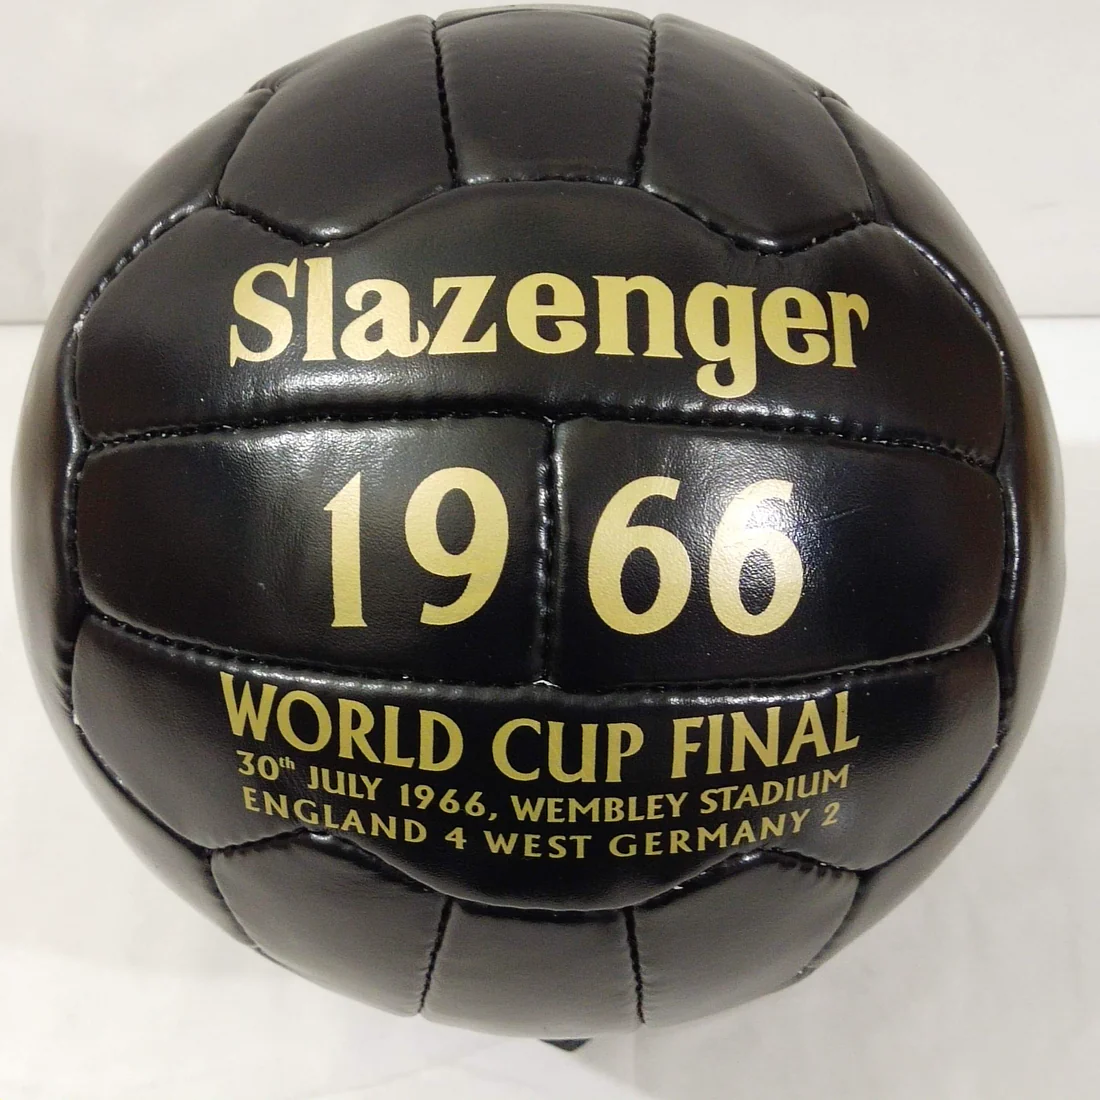 Slazenger
1966
WORLD CUP FINAL
30th JULY 1966, WEMBLEY STADIUM
ENGLAND 4 WEST GERMANY 2